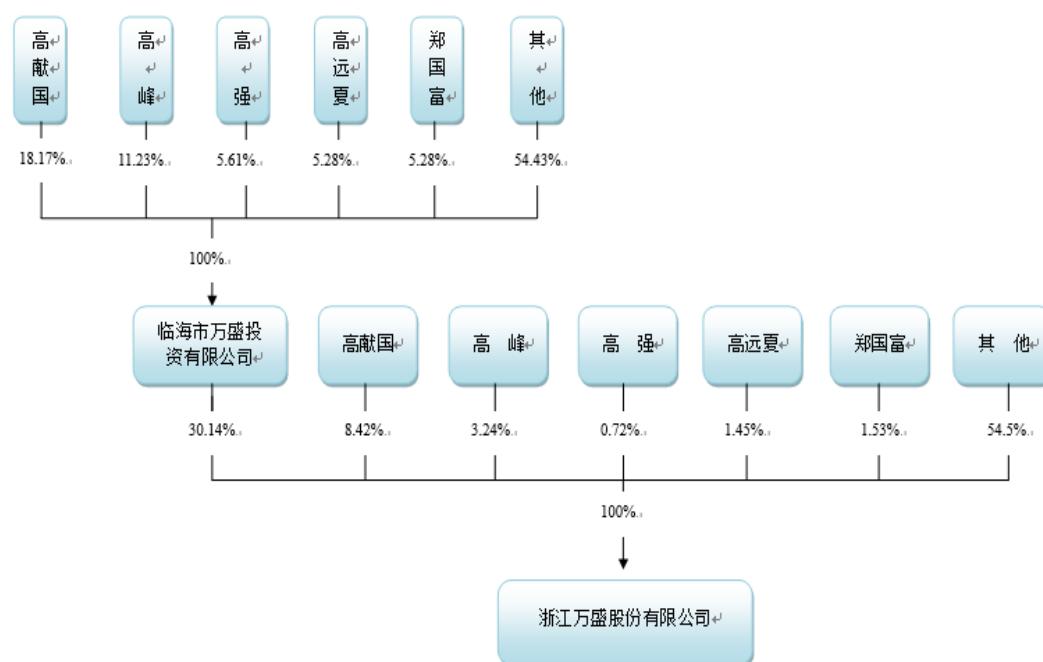 高献国
高峰
高强
高远夏
郑国富
其他
18.17%
11.23%
5.61%
5.28%
5.28%
54.43%
100%
临海市万盛投
资有限公司
高献国
高 峰
高 强
高远夏
郑国富
其 他
30.14%
8.42%
3.24%
0.72%
1.45%
1.53%
54.5%
100%
浙江万盛股份有限公司